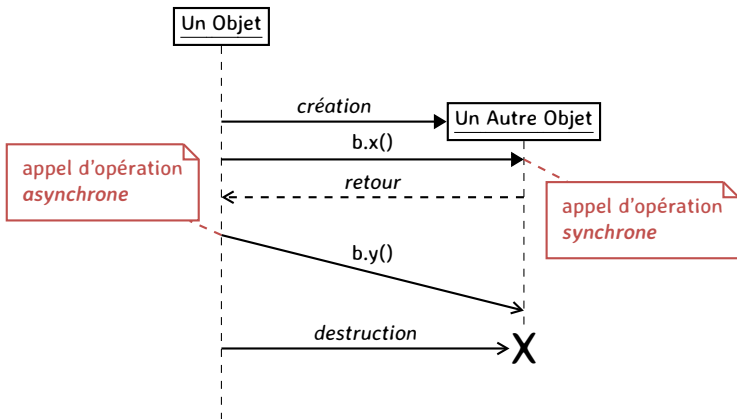 Un Objet
création
Un Autre Objet
b.x()
appel d'opération
asynchrone
retour
appel d'opération
synchrone
b.y()
destruction